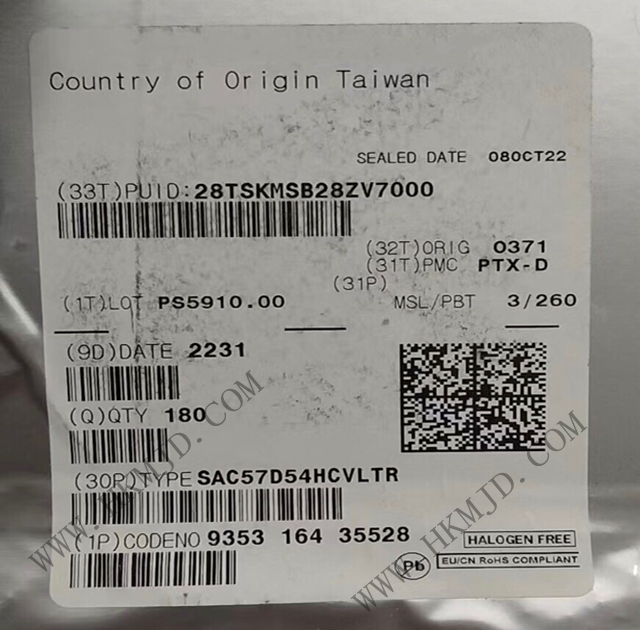 Country of Origin Taiwan
SEALED DATE 08OCT22
(33T)PUID:28TSKMSB28ZV7000
(32T)ORIG 0371
(31T)PMC PTX-D
(31P)
(1T)LOT PS5910.00
MSL/PBT 3/260
(9D)DATE 2231
(Q)QTY 180
(30P)TYPE SAC57D54HCVLTR
(1P)CODENO 9353 164 35528
HALOGEN FREE
Pb
EU/CN RoHS COMPLIANT
WWW.HKMJD.COM
WWW.HKMJD.COM